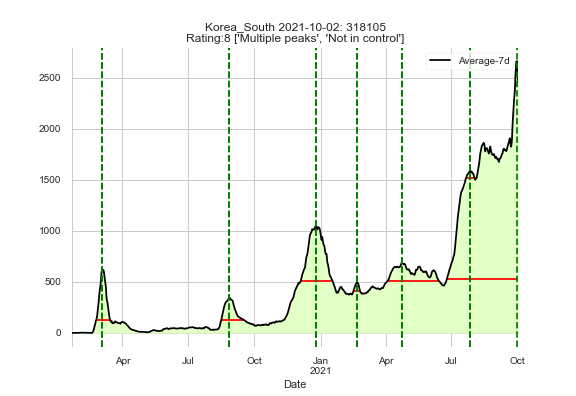 Korea_South 2021-10-02: 318105
Rating:8 ['Multiple peaks', 'Not in control']
Average-7d
2500
2000
1500
1000
500
0
Apr
Jul
Oct
Jan
2021
Apr
Jul
Oct
Date